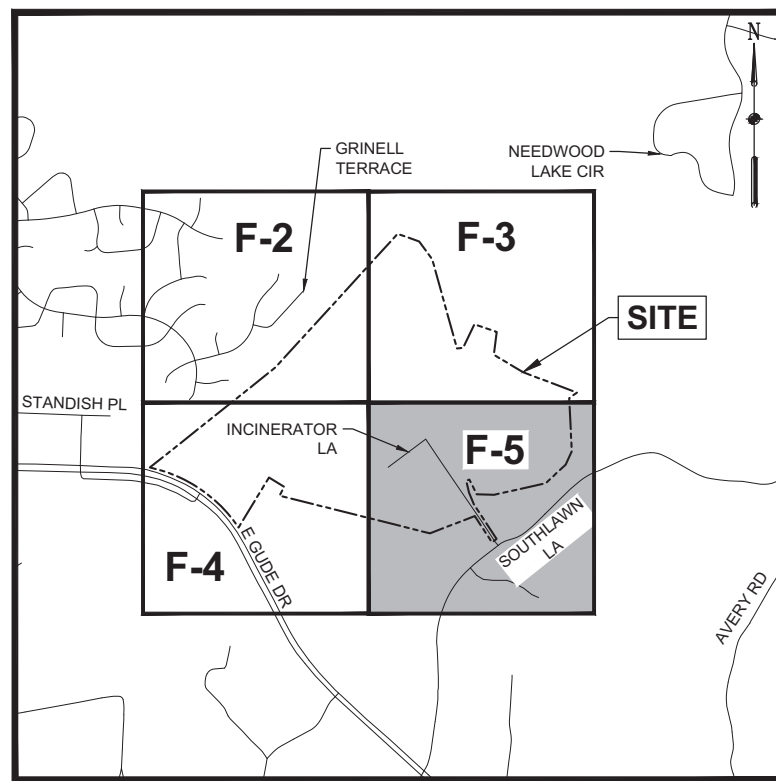 N
GRINELL
TERRACE
NEEDWOOD
LAKE CIR
F-2
F-3
SITE
STANDISH PL
INCINERATOR
LA
F-5
SOUTHLAWN
LA
E GUDE DR
F-4
AVERY RD